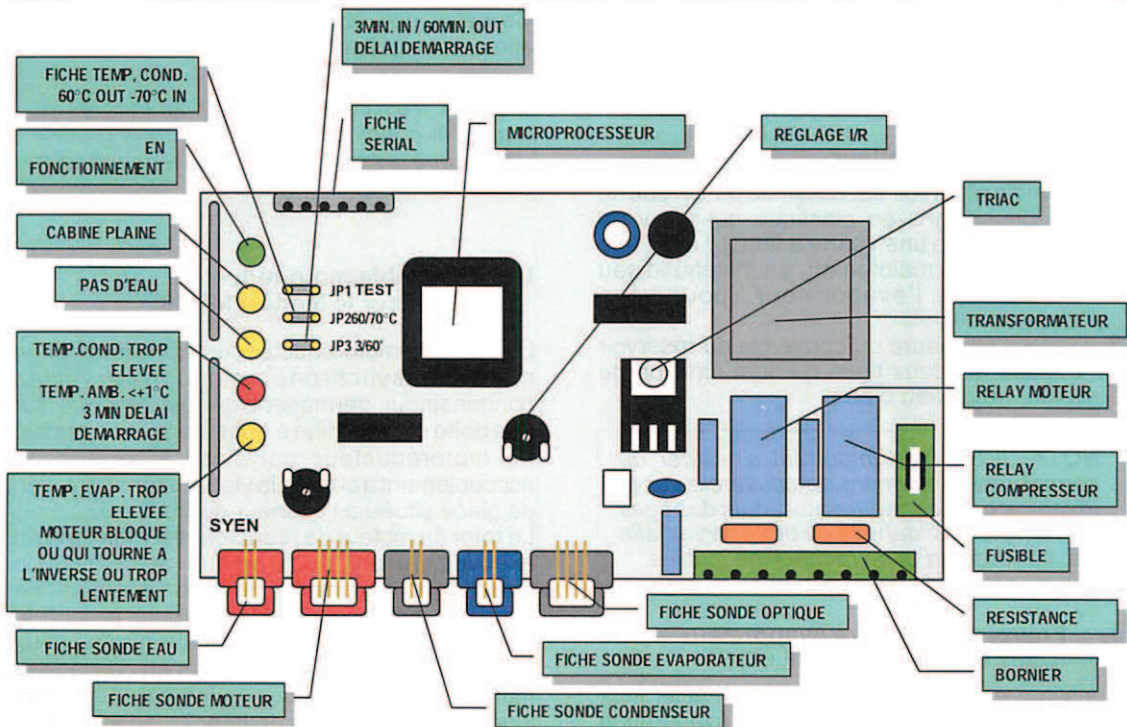 3MIN. IN / 60MIN. OUT
DELAI DEMARRAGE
FICHE TEMP. COND.
60°C OUT -70°C IN
FICHE
SERIAL
MICROPROCESSEUR
REGLAGE I/R
EN
FONCTIONNEMENT
TRIAC
CABINE PLAINE
PAS D'EAU
JP1 TEST
JP260/70°C
JP3 3/60'
TRANSFORMATEUR
TEMP.COND. TROP
ELEVEE
TEMP. AMB. <+1°C
3 MIN DELAI
DEMARRAGE
RELAY MOTEUR
RELAY
COMPRESSEUR
TEMP. EVAP. TROP
ELEVEE
MOTEUR BLOQUE
OU QUI TOURNE A
L'INVERSE OU TROP
LENTEMENT
SYEN
FUSIBLE
FICHE SONDE OPTIQUE
RESISTANCE
FICHE SONDE EAU
FICHE SONDE EVAPORATEUR
BORNIER
FICHE SONDE MOTEUR
FICHE SONDE CONDENSEUR